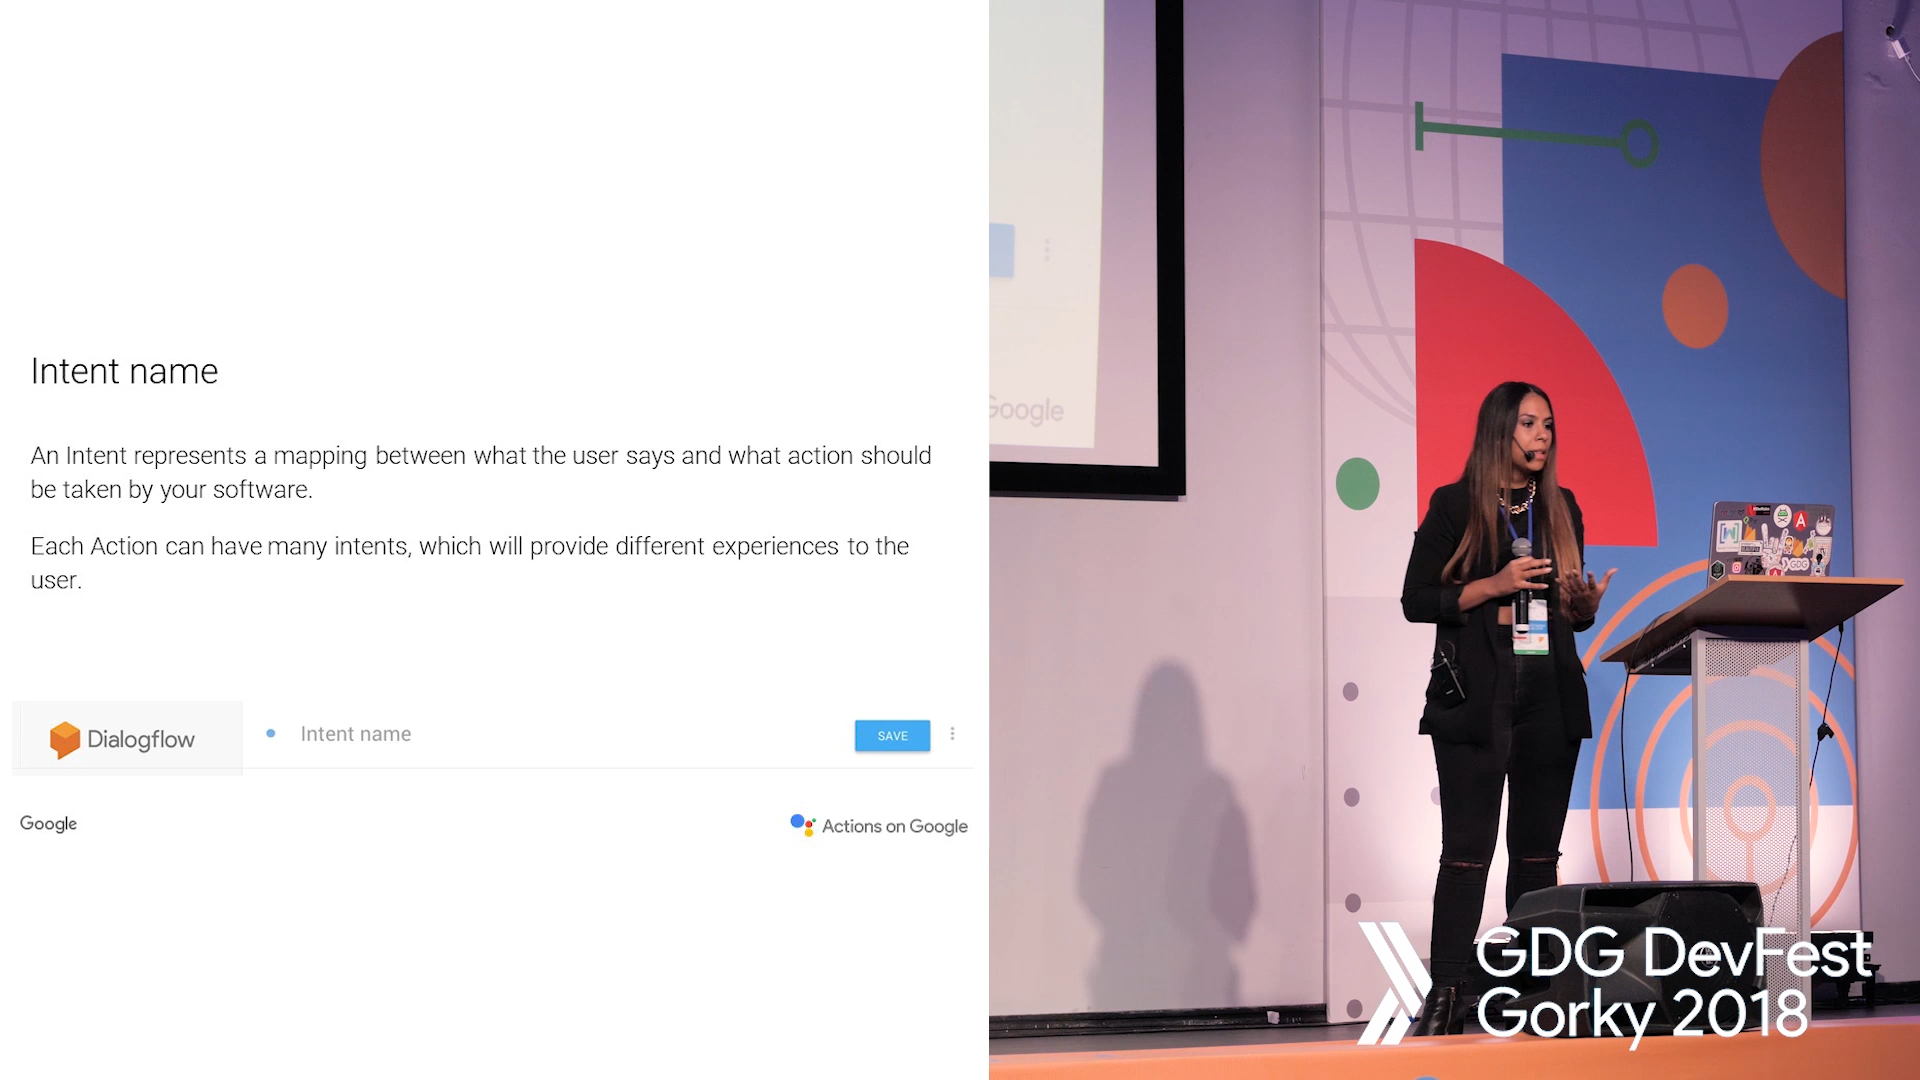 Intent name
An Intent represents a mapping between what the user says and what action should
be taken by your software.
Each Action can have many intents, which will provide different experiences to the
user.
Dialogflow
Intent name
SAVE
Google
Actions on Google
Google
GDG
GDG DevFest
Gorky 2018